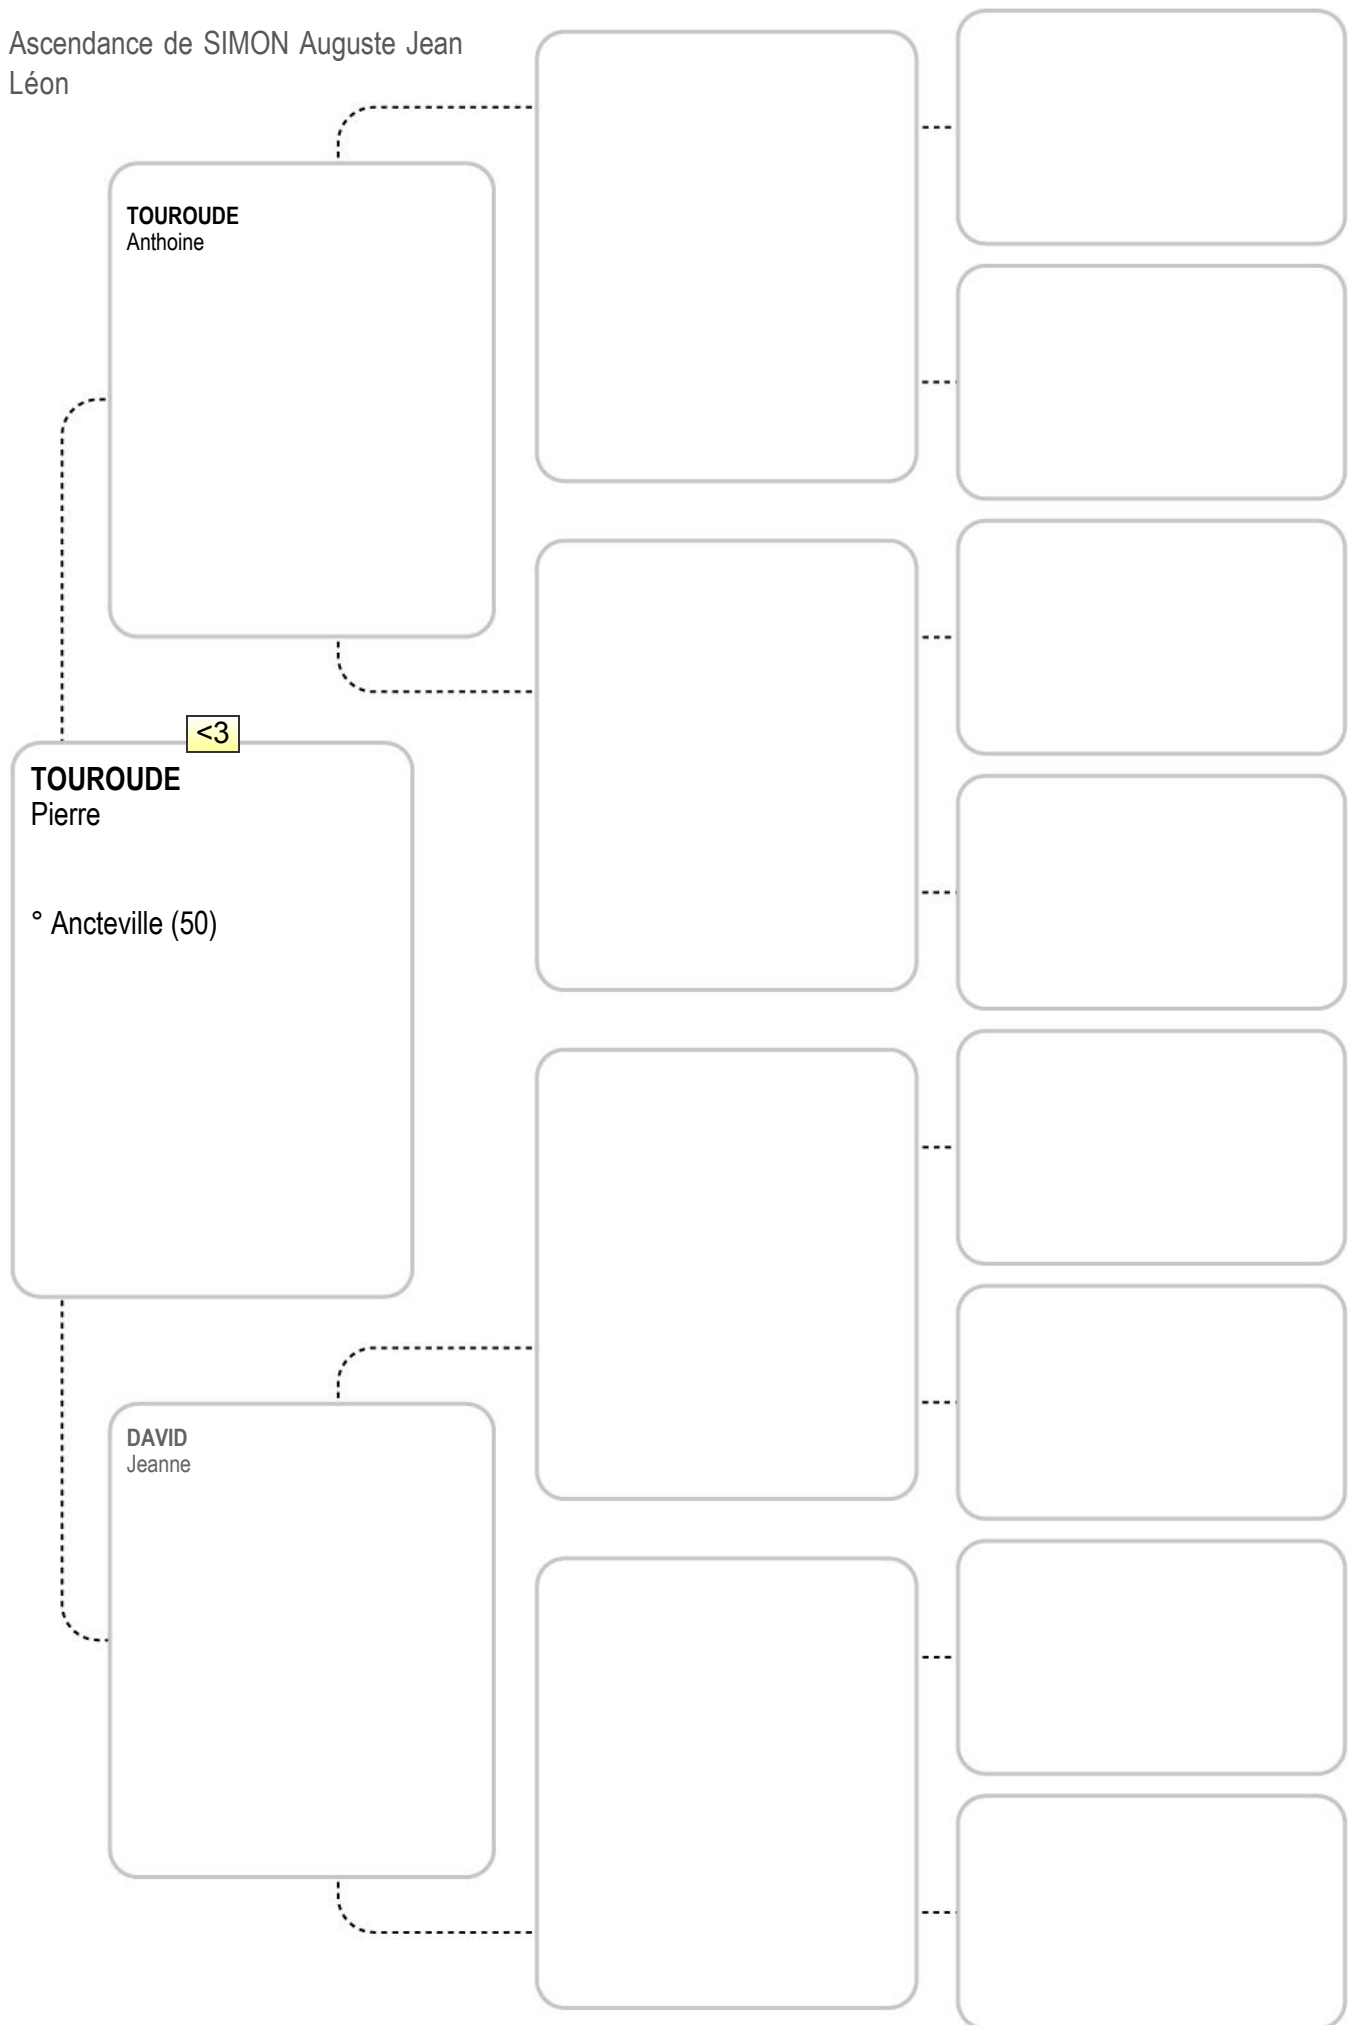 Ascendance de SIMON Auguste Jean
Léon
TOUROUDE
Anthoine
<3
TOUROUDE
Pierre
° Ancteville (50)
DAVID
Jeanne